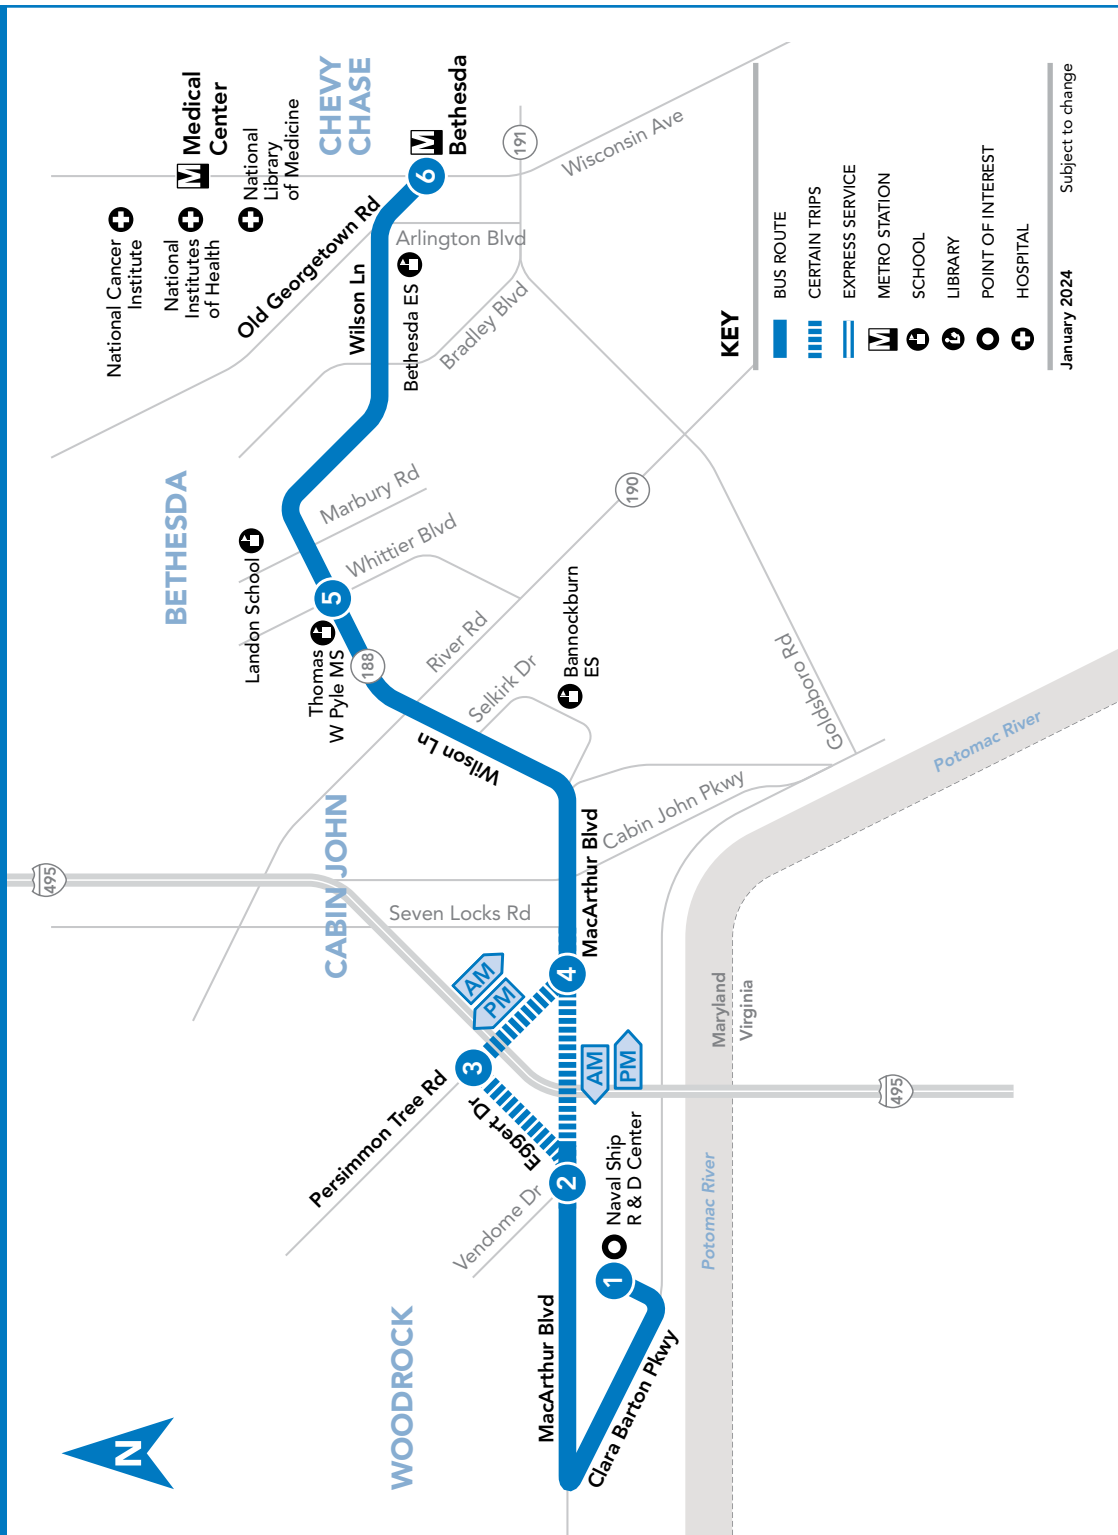 N
WOODROCK
CABIN JOHN
BETHESDA
CHEVY
CHASE
National Cancer
Institute
National
Institutes
of Health
M
Medical
Center
National
Library
of Medicine
M
Bethesda
6
191
Wisconsin Ave
Old Georgetown Rd
Arlington Blvd
Wilson Ln
Bethesda ES
Bradley Blvd
Marbury Rd
Whittier Blvd
Landon School
5
Thomas
W Pyle MS
188
River Rd
190
Selkirk Dr
Bannockburn
ES
Wilson Ln
Goldsboro Rd
Cabin John Pkwy
MacArthur Blvd
495
Seven Locks Rd
4
AM
PM
3
Persimmon Tree Rd
Eggert Dr
AM
PM
2
Vendome Dr
Naval Ship
R & D Center
1
MacArthur Blvd
Clara Barton Pkwy
495
Maryland
Virginia
Potomac River
Potomac River
KEY
BUS ROUTE
CERTAIN TRIPS
EXPRESS SERVICE
M
METRO STATION
SCHOOL
LIBRARY
POINT OF INTEREST
HOSPITAL
January 2024
Subject to change